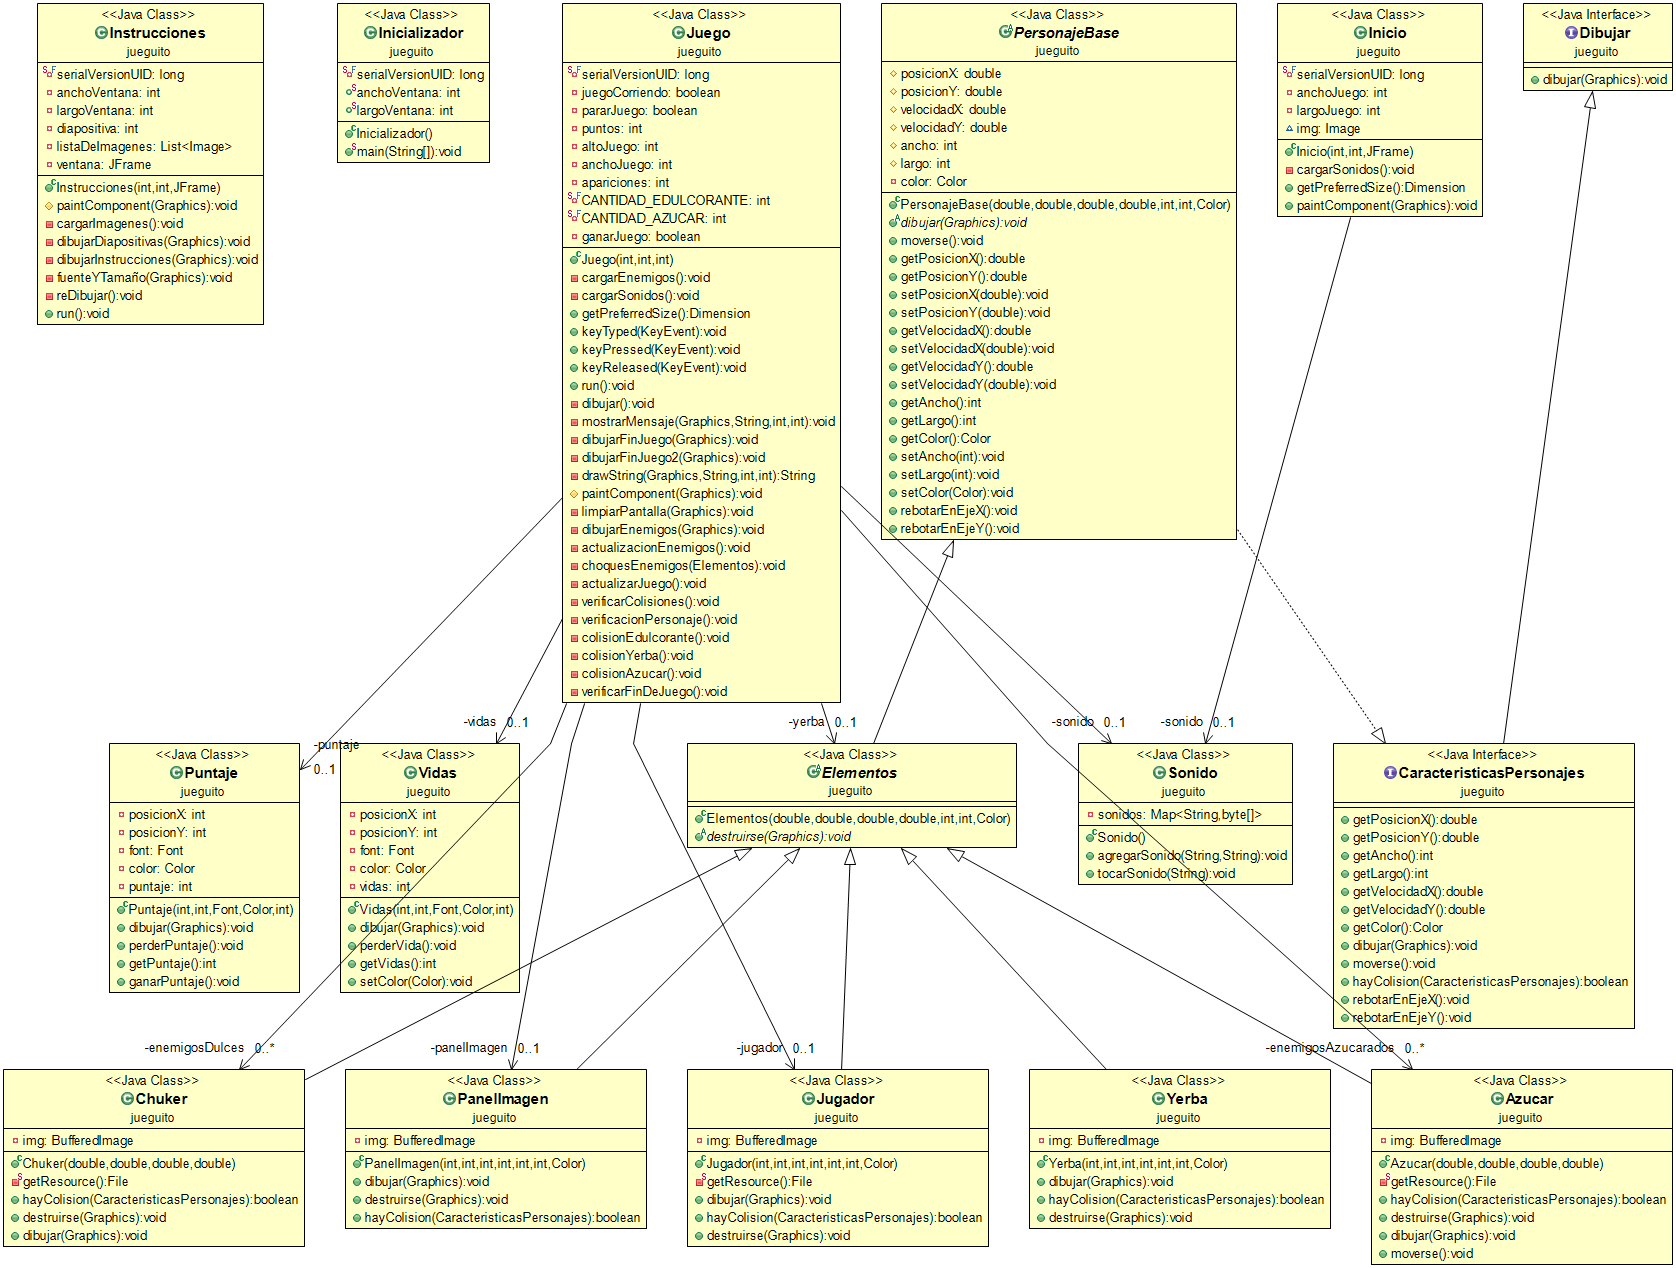 <<Java Class>>
Instrucciones
jueguito
serialVersionUID: long
anchoVentana: int
largoVentana: int
diapositiva: int
listaDeImagenes: List<Image>
ventana: JFrame
Instrucciones(int,int,JFrame)
paintComponent(Graphics):void
cargarImagenes():void
dibujarDiapositivas(Graphics):void
dibujarInstrucciones(Graphics):void
fuenteYTamaño(Graphics):void
reDibujar():void
run():void
<<Java Class>>
Inicializador
jueguito
serialVersionUID: long
anchoVentana: int
largoVentana: int
Inicializador()
main(String[]):void
<<Java Class>>
Juego
jueguito
serialVersionUID: long
juegoCorriendo: boolean
pararJuego: boolean
puntos: int
altoJuego: int
anchoJuego: int
apariciones: int
CANTIDAD_EDULCORANTE: int
CANTIDAD_AZUCAR: int
ganarJuego: boolean
Juego(int,int,int)
cargarEnemigos():void
cargarSonidos():void
getPreferredSize():Dimension
keyTyped(KeyEvent):void
keyPressed(KeyEvent):void
keyReleased(KeyEvent):void
run():void
dibujar():void
mostrarMensaje(Graphics,String,int,int):void
dibujarFinJuego(Graphics):void
dibujarFinJuego2(Graphics):void
drawString(Graphics,String,int,int):String
paintComponent(Graphics):void
limpiarPantalla(Graphics):void
dibujarEnemigos(Graphics):void
actualizacionEnemigos():void
choquesEnemigos(Elementos):void
actualizarJuego():void
verificarColisiones():void
verificacionPersonaje():void
colisionEdulcorante():void
colisionYerba():void
colisionAzucar():void
verificarFinDeJuego():void
<<Java Class>>
PersonajeBase
jueguito
posicionX: double
posicionY: double
velocidadX: double
velocidadY: double
ancho: int
largo: int
color: Color
PersonajeBase(double,double,double,double,int,int,Color)
dibujar(Graphics):void
moverse():void
getPosicionX():double
getPosicionY():double
setPosicionX(double):void
setPosicionY(double):void
getVelocidadX():double
setVelocidadX(double):void
getVelocidadY():double
setVelocidadY(double):void
getAncho():int
getLargo():int
getColor():Color
setAncho(int):void
setLargo(int):void
setColor(Color):void
rebotarEnEjeX():void
rebotarEnEjeY():void
<<Java Class>>
Inicio
jueguito
serialVersionUID: long
anchoJuego: int
largoJuego: int
img: Image
Inicio(int,int,JFrame)
cargarSonidos():void
getPreferredSize():Dimension
paintComponent(Graphics):void
<<Java Interface>>
Dibujar
jueguito
dibujar(Graphics):void
-puntaje
0..1
-vidas 0..1
-yerba 0..1
-sonido 0..1
-sonido 0..1
<<Java Class>>
Puntaje
jueguito
posicionX: int
posicionY: int
font: Font
color: Color
puntaje: int
Puntaje(int,int,Font,Color,int)
dibujar(Graphics):void
perderPuntaje():void
getPuntaje():int
ganarPuntaje():void
<<Java Class>>
Vidas
jueguito
posicionX: int
posicionY: int
font: Font
color: Color
vidas: int
Vidas(int,int,Font,Color,int)
dibujar(Graphics):void
perderVida():void
getVidas():int
setColor(Color):void
<<Java Class>>
Elementos
jueguito
Elementos(double,double,double,double,int,int,Color)
destruirse(Graphics):void
<<Java Class>>
Sonido
jueguito
sonidos: Map<String,byte[]>
Sonido()
agregarSonido(String,String):void
tocarSonido(String):void
<<Java Interface>>
CaracteristicasPersonajes
jueguito
getPosicionX():double
getPosicionY():double
getAncho():int
getLargo():int
getVelocidadX():double
getVelocidadY():double
getColor():Color
dibujar(Graphics):void
moverse():void
hayColision(CaracteristicasPersonajes):boolean
rebotarEnEjeX():void
rebotarEnEjeY():void
-enemigosDulces 0..*
-panelImagen 0..1
-jugador 0..1
-enemigosAzucarados 0..*
<<Java Class>>
Chuker
jueguito
img: BufferedImage
Chuker(double,double,double,double)
getResource():File
hayColision(CaracteristicasPersonajes):boolean
destruirse(Graphics):void
dibujar(Graphics):void
<<Java Class>>
PanelImagen
jueguito
img: BufferedImage
PanelImagen(int,int,int,int,int,int,Color)
dibujar(Graphics):void
destruirse(Graphics):void
hayColision(CaracteristicasPersonajes):boolean
<<Java Class>>
Jugador
jueguito
img: BufferedImage
Jugador(int,int,int,int,int,int,Color)
getResource():File
dibujar(Graphics):void
hayColision(CaracteristicasPersonajes):boolean
destruirse(Graphics):void
<<Java Class>>
Yerba
jueguito
img: BufferedImage
Yerba(int,int,int,int,int,int,Color)
dibujar(Graphics):void
hayColision(CaracteristicasPersonajes):boolean
destruirse(Graphics):void
<<Java Class>>
Azucar
jueguito
img: BufferedImage
Azucar(double,double,double,double)
getResource():File
hayColision(CaracteristicasPersonajes):boolean
destruirse(Graphics):void
dibujar(Graphics):void
moverse():void